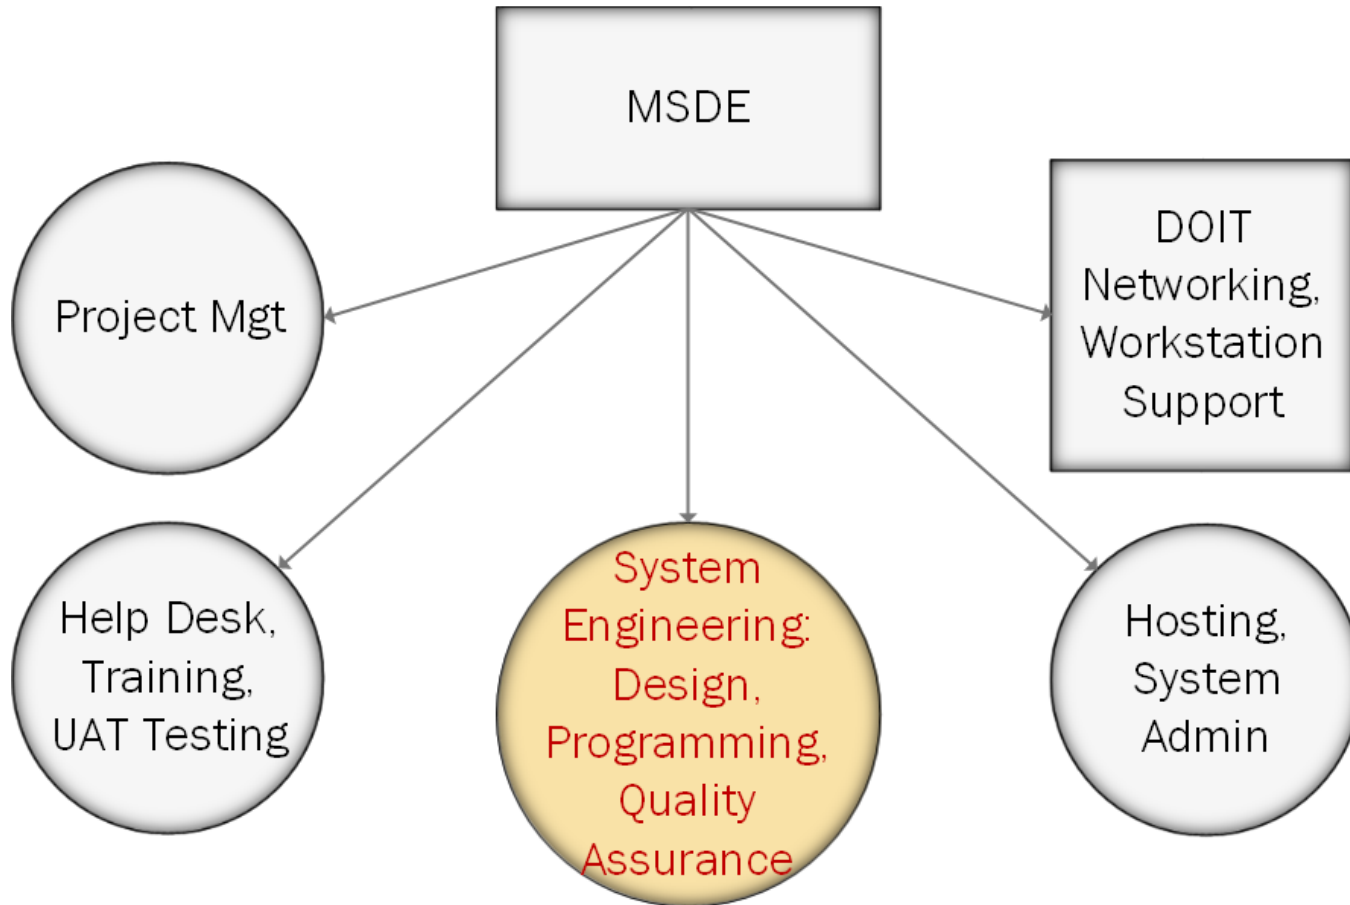 MSDE
Project Mgt
DOIT
Networking,
Workstation
Support
Help Desk,
Training,
UAT Testing
System
Engineering:
Design,
Programming,
Quality
Assurance
Hosting,
System
Admin